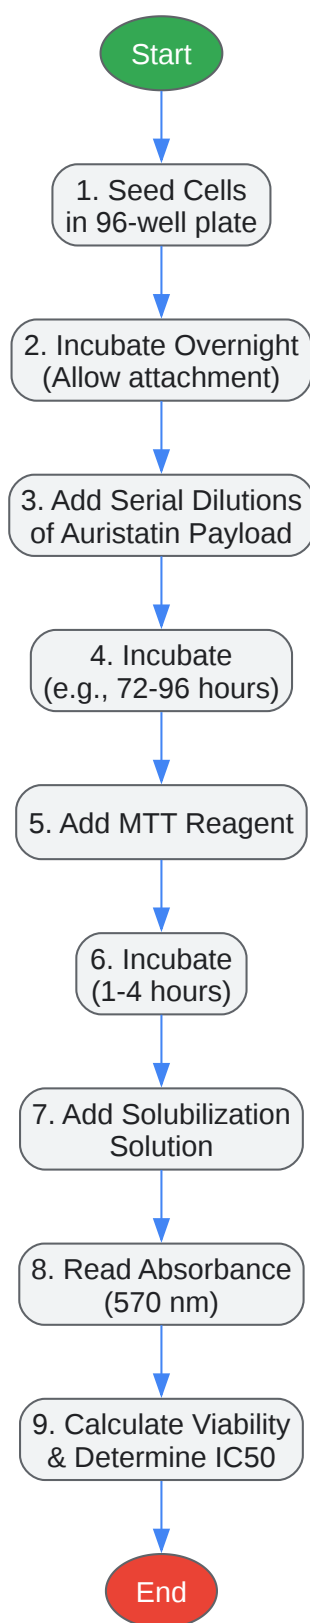 Start
1. Seed Cells
in 96-well plate
2. Incubate Overnight
(Allow attachment)
3. Add Serial Dilutions
of Auristatin Payload
4. Incubate
(e.g., 72-96 hours)
5. Add MTT Reagent
6. Incubate
(1-4 hours)
7. Add Solubilization
Solution
8. Read Absorbance
(570 nm)
9. Calculate Viability
& Determine IC50
End